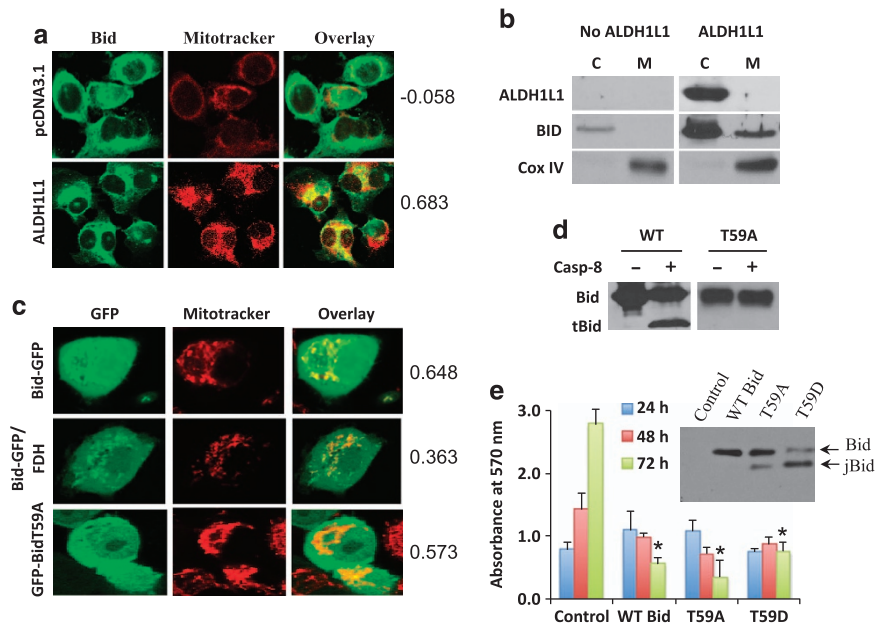 a
Bid Mitotracker Overlay
pcDNA3.1
-0.058
ALDH1L1
0.683
b
No ALDH1L1 ALDH1L1
C M C M
ALDH1L1
BID
Cox IV
c
GFP Mitotracker Overlay
Bid-GFP
0.648
Bid-GFP/
FDH
0.363
GFP-BidT59A
0.573
d
WT T59A
Casp-8 – + – +
Bid
tBid
e
Absorbance at 570 nm
3.0
2.0
1.0
0.0
24 h
48 h
72 h
Control WT Bid T59A T59D
Bid
jBid
* * *
Control WT Bid T59A T59D